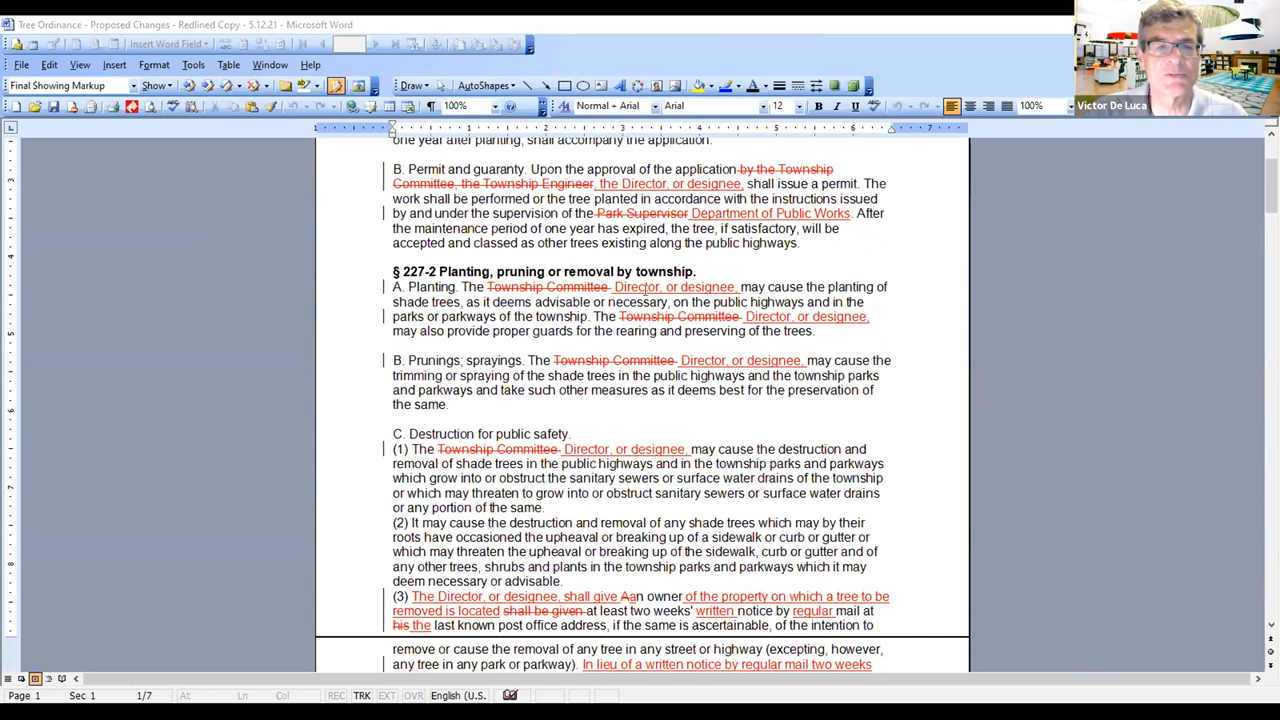 Tree Ordinance - Proposed Changes - Redlined Copy - 5.12.21 - Microsoft Word
Insert Word Field
File Edit View Insert Format Tools Table Window Help
Final Showing Markup Show Draw AutoShapes
100% Normal + Arial Arial 12 B I U 100%
Victor De Luca
1 1 2 3 4 5 6 7
one year after planting, shall accompany the application.
B. Permit and guaranty. Upon the approval of the application by the Township
Committee, the Township Engineer, the Director, or designee, shall issue a permit. The
work shall be performed or the tree planted in accordance with the instructions issued
by and under the supervision of the Park Supervisor Department of Public Works. After
the maintenance period of one year has expired, the tree, if satisfactory, will be
accepted and classed as other trees existing along the public highways.
§ 227-2 Planting, pruning or removal by township.
A. Planting. The Township Committee Director, or designee, may cause the planting of
shade trees, as it deems advisable or necessary, on the public highways and in the
parks or parkways of the township. The Township Committee Director, or designee,
may also provide proper guards for the rearing and preserving of the trees.
B. Prunings; sprayings. The Township Committee Director, or designee, may cause the
trimming or spraying of the shade trees in the public highways and the township parks
and parkways and take such other measures as it deems best for the preservation of
the same.
C. Destruction for public safety.
(1) The Township Committee Director, or designee, may cause the destruction and
removal of shade trees in the public highways and in the township parks and parkways
which grow into or obstruct the sanitary sewers or surface water drains of the township
or which may threaten to grow into or obstruct sanitary sewers or surface water drains
or any portion of the same.
(2) It may cause the destruction and removal of any shade trees which may by their
roots have occasioned the upheaval or breaking up of a sidewalk or curb or gutter or
which may threaten the upheaval or breaking up of the sidewalk, curb or gutter and of
any other trees, shrubs and plants in the township parks and parkways which it may
deem necessary or advisable.
(3) The Director, or designee, shall give Aan owner of the property on which a tree to be
removed is located shall be given at least two weeks' written notice by regular mail at
his the last known post office address, if the same is ascertainable, of the intention to
remove or cause the removal of any tree in any street or highway (excepting, however,
any tree in any park or parkway). In lieu of a written notice by regular mail two weeks
Page 1 Sec 1 1/7 At Ln Col REC TRK EXT OVR English (U.S.